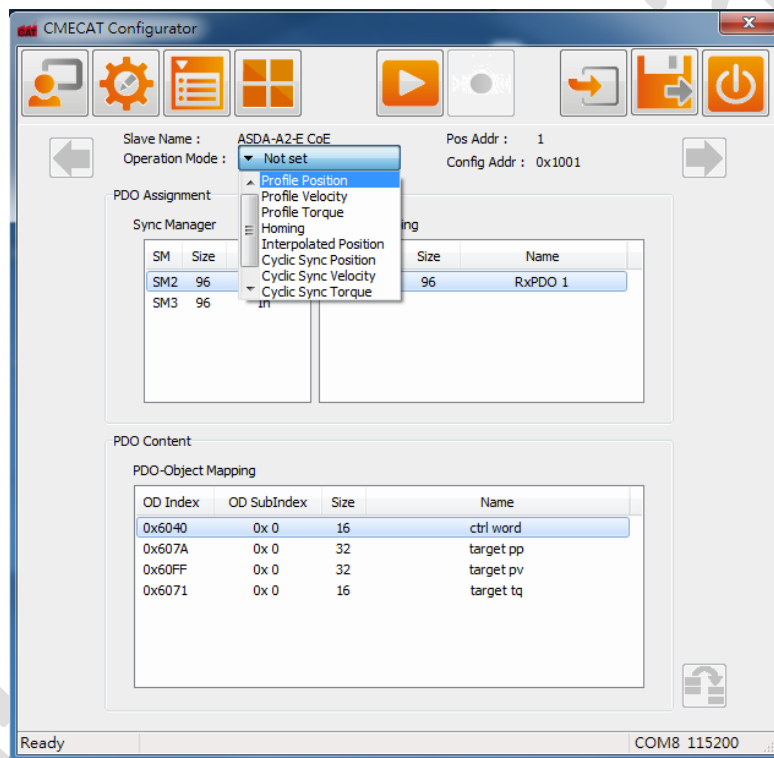 CAT CMECAT Configurator
CAT
Slave Name : ASDA-A2-E CoE Pos Addr : 1
Operation Mode : Not set Config Addr : 0x1001
Profile Position
Profile Velocity
Profile Torque
Homing
Interpolated Position
Cyclic Sync Position
Cyclic Sync Velocity
Cyclic Sync Torque
PDO Assignment
Sync Manager
SM Size
SM2 96
SM3 96 In
Size Name
96 RxPDO 1
PDO Content
PDO-Object Mapping
OD Index OD SubIndex Size Name
0x6040 0x 0 16 ctrl word
0x607A 0x 0 32 target pp
0x60FF 0x 0 32 target pv
0x6071 0x 0 16 target tq
Ready COM8 115200